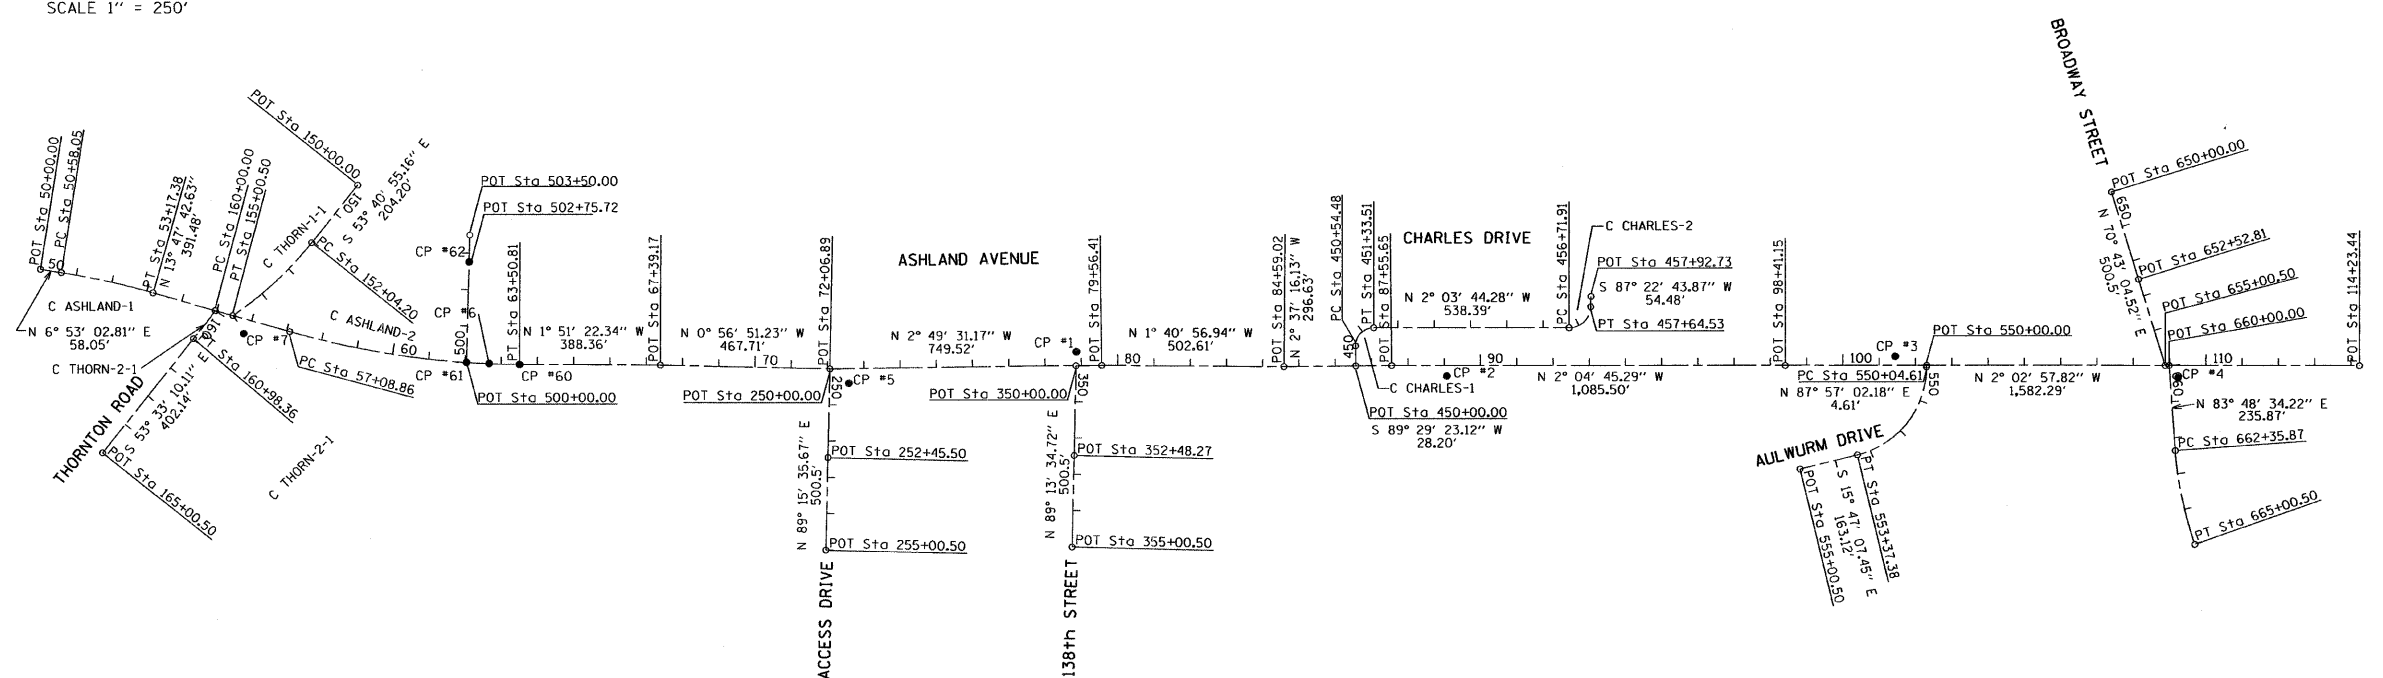 SCALE 1" = 250'
BROADWAY STREET
POT Sta 50+00.00
PC Sta 50+58.05
50
C ASHLAND-1
N 6° 53' 02.81" E
58.05'
PT Sta 53+17.38
N 13° 47' 42.63"
391.48'
PC Sta 160+00.00
PT Sta 155+00.50
POT Sta 150+00.00
150
S 53° 40' 55.16" E
204.20'
C THORN-1-1
PC Sta 152+04.20
160
CP #7
C THORN-2-1
C ASHLAND-2
60
PC Sta 57+08.86
PT Sta 160+98.36
THORNTON ROAD
S 53° 33' 10.11" E
402.14'
POT Sta 165+00.50
C THORN-2-1
POT Sta 503+50.00
POT Sta 502+75.72
CP #62
CP #6
500
CP #61
POT Sta 500+00.00
PT Sta 63+50.81
CP #60
N 1° 51' 22.34" W
388.36'
POT Sta 67+39.17
N 0° 56' 51.23" W
467.71'
70
POT Sta 72+06.89
ASHLAND AVENUE
N 2° 49' 31.17" W
749.52'
250
CP #5
POT Sta 250+00.00
N 89° 15' 35.67" E
500.5'
POT Sta 252+45.50
POT Sta 255+00.50
ACCESS DRIVE
CP #1
POT Sta 79+56.41
80
350
POT Sta 350+00.00
N 89° 13' 34.72" E
500.5'
POT Sta 352+48.27
POT Sta 355+00.50
138th STREET
N 1° 40' 56.94" W
502.61'
POT Sta 84+59.02
N 2° 37' 16.13" W
296.63'
PC Sta 450+54.48
450
PT Sta 451+33.51
POT Sta 87+55.65
C CHARLES-1
POT Sta 450+00.00
S 89° 29' 23.12" W
28.20'
CHARLES DRIVE
N 2° 03' 44.28" W
538.39'
PC Sta 456+71.91
C CHARLES-2
POT Sta 457+92.73
S 87° 22' 43.87" W
54.48'
PT Sta 457+64.53
CP #2
90
N 2° 04' 45.29" W
1,085.50'
POT Sta 98+41.15
100
CP #3
POT Sta 550+00.00
PC Sta 550+04.61
N 87° 57' 02.18" E
4.61'
550
N 2° 02' 57.82" W
1,582.29'
AULWURM DRIVE
PT Sta 553+37.38
S 15° 47' 07.45" E
163.12'
POT Sta 555+00.50
POT Sta 650+00.00
650
N 70° 43' 04.52" E
500.5'
POT Sta 652+52.81
POT Sta 655+00.50
POT Sta 660+00.00
110
POT Sta 114+23.44
CP #4
660
N 83° 48' 34.22" E
235.87'
PC Sta 662+35.87
PT Sta 665+00.50